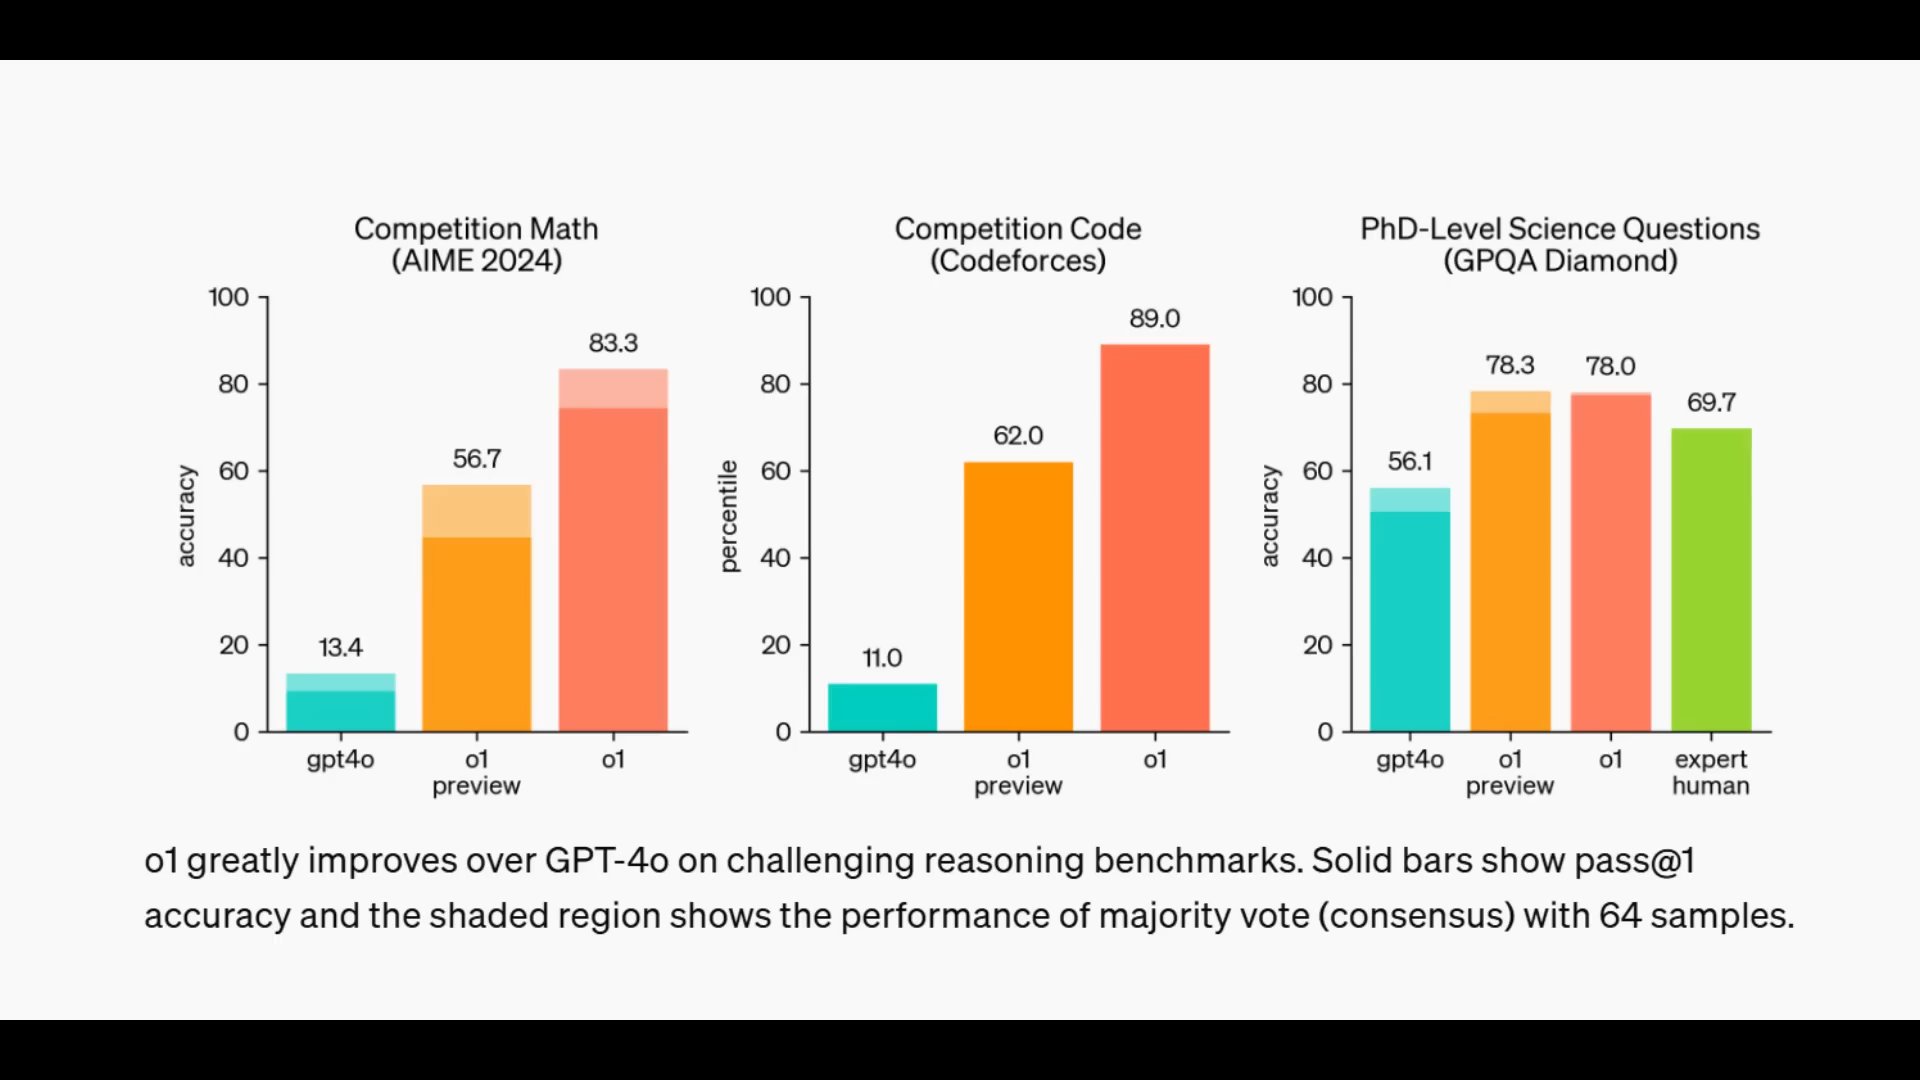 Competition Math
(AIME 2024)
100
80
60
40
20
0
accuracy
13.4
56.7
83.3
gpt4o
o1
preview
o1
Competition Code
(Codeforces)
100
80
60
40
20
0
percentile
11.0
62.0
89.0
gpt4o
o1
preview
o1
PhD-Level Science Questions
(GPQA Diamond)
100
80
60
40
20
0
accuracy
56.1
78.3
78.0
69.7
gpt4o
o1
preview
o1
expert
human
o1 greatly improves over GPT-4o on challenging reasoning benchmarks. Solid bars show pass@1
accuracy and the shaded region shows the performance of majority vote (consensus) with 64 samples.